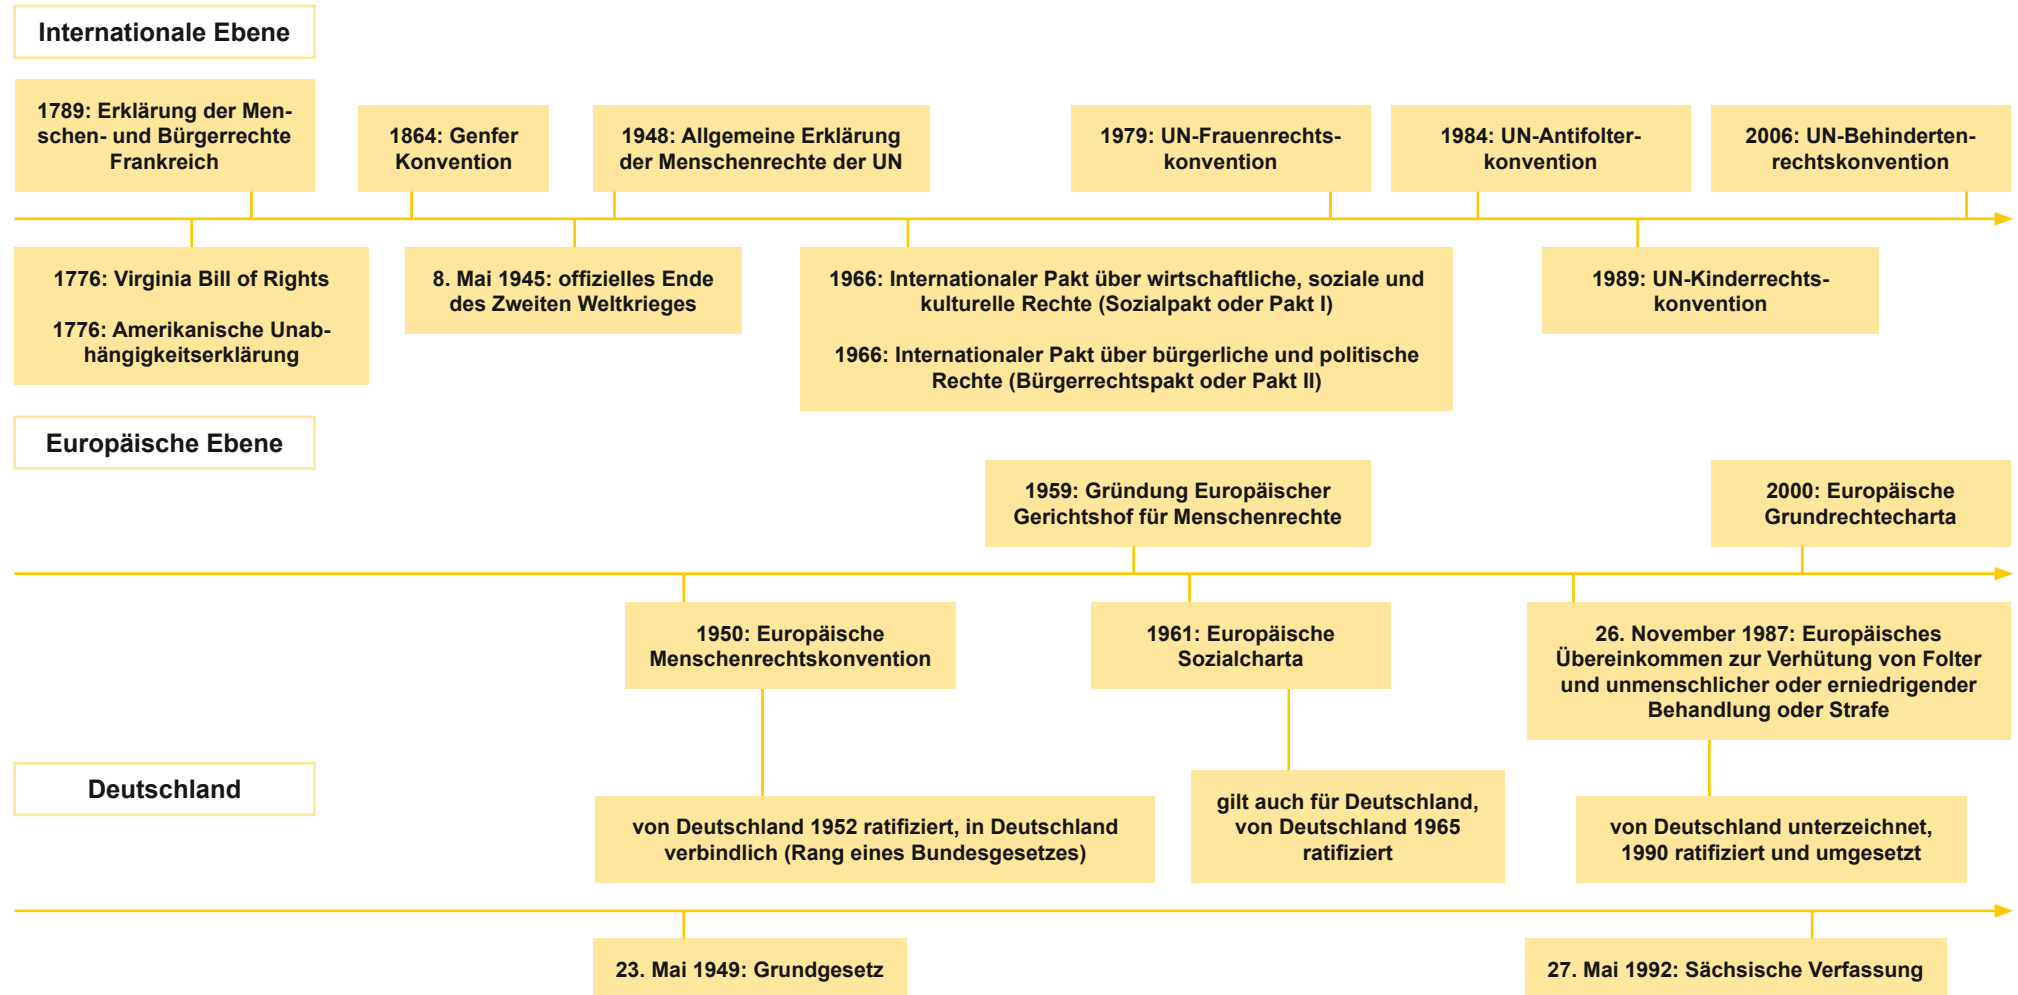 Internationale Ebene
1789: Erklärung der Men-
schen- und Bürgerrechte
Frankreich
1864: Genfer
Konvention
1948: Allgemeine Erklärung
der Menschenrechte der UN
1979: UN-Frauenrechts-
konvention
1984: UN-Antifolter-
konvention
2006: UN-Behinderten-
rechtskonvention
1776: Virginia Bill of Rights
1776: Amerikanische Unab-
hängigkeitserklärung
8. Mai 1945: offizielles Ende
des Zweiten Weltkrieges
1966: Internationaler Pakt über wirtschaftliche, soziale und
kulturelle Rechte (Sozialpakt oder Pakt I)
1966: Internationaler Pakt über bürgerliche und politische
Rechte (Bürgerrechtspakt oder Pakt II)
1989: UN-Kinderrechts-
konvention
Europäische Ebene
1959: Gründung Europäischer
Gerichtshof für Menschenrechte
2000: Europäische
Grundrechtecharta
1950: Europäische
Menschenrechtskonvention
1961: Europäische
Sozialcharta
26. November 1987: Europäisches
Übereinkommen zur Verhütung von Folter
und unmenschlicher oder erniedrigender
Behandlung oder Strafe
Deutschland
von Deutschland 1952 ratifiziert, in Deutschland
verbindlich (Rang eines Bundesgesetzes)
gilt auch für Deutschland,
von Deutschland 1965
ratifiziert
von Deutschland unterzeichnet,
1990 ratifiziert und umgesetzt
23. Mai 1949: Grundgesetz
27. Mai 1992: Sächsische Verfassung